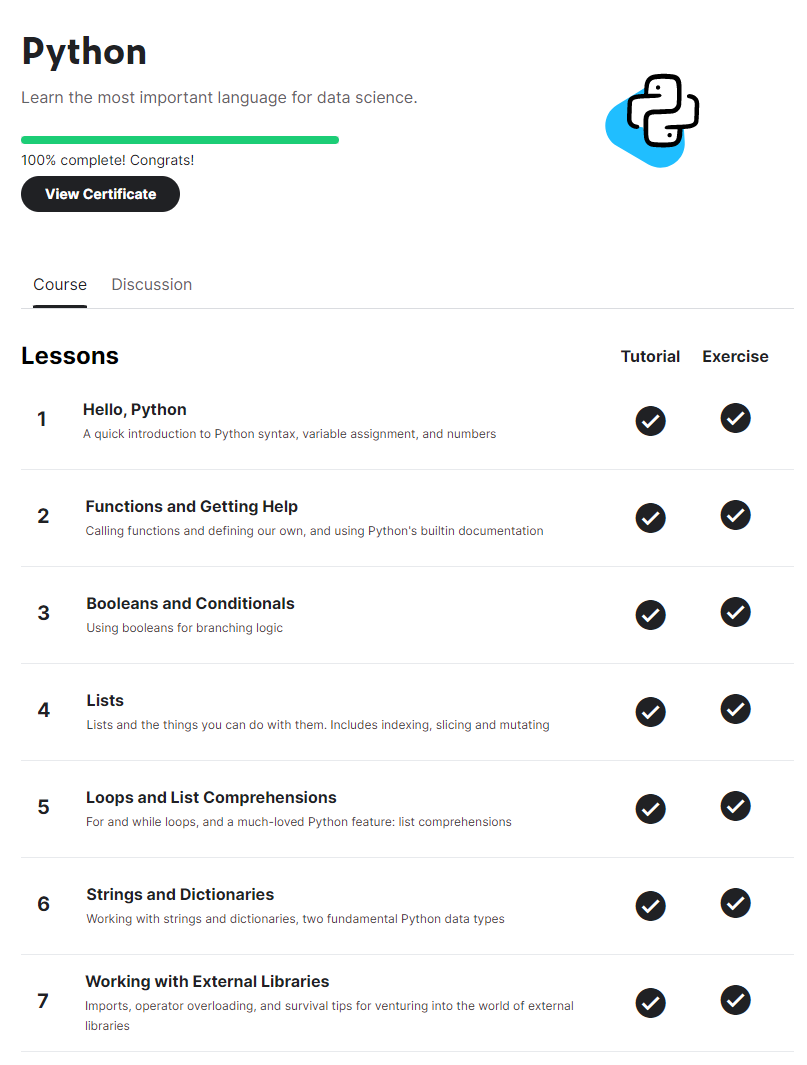 Python
Learn the most important language for data science.
100% complete! Congrats!
View Certificate
Course Discussion
Lessons Tutorial Exercise
1 Hello, Python
A quick introduction to Python syntax, variable assignment, and numbers
2 Functions and Getting Help
Calling functions and defining our own, and using Python's builtin documentation
3 Booleans and Conditionals
Using booleans for branching logic
4 Lists
Lists and the things you can do with them. Includes indexing, slicing and mutating
5 Loops and List Comprehensions
For and while loops, and a much-loved Python feature: list comprehensions
6 Strings and Dictionaries
Working with strings and dictionaries, two fundamental Python data types
7 Working with External Libraries
Imports, operator overloading, and survival tips for venturing into the world of external
libraries